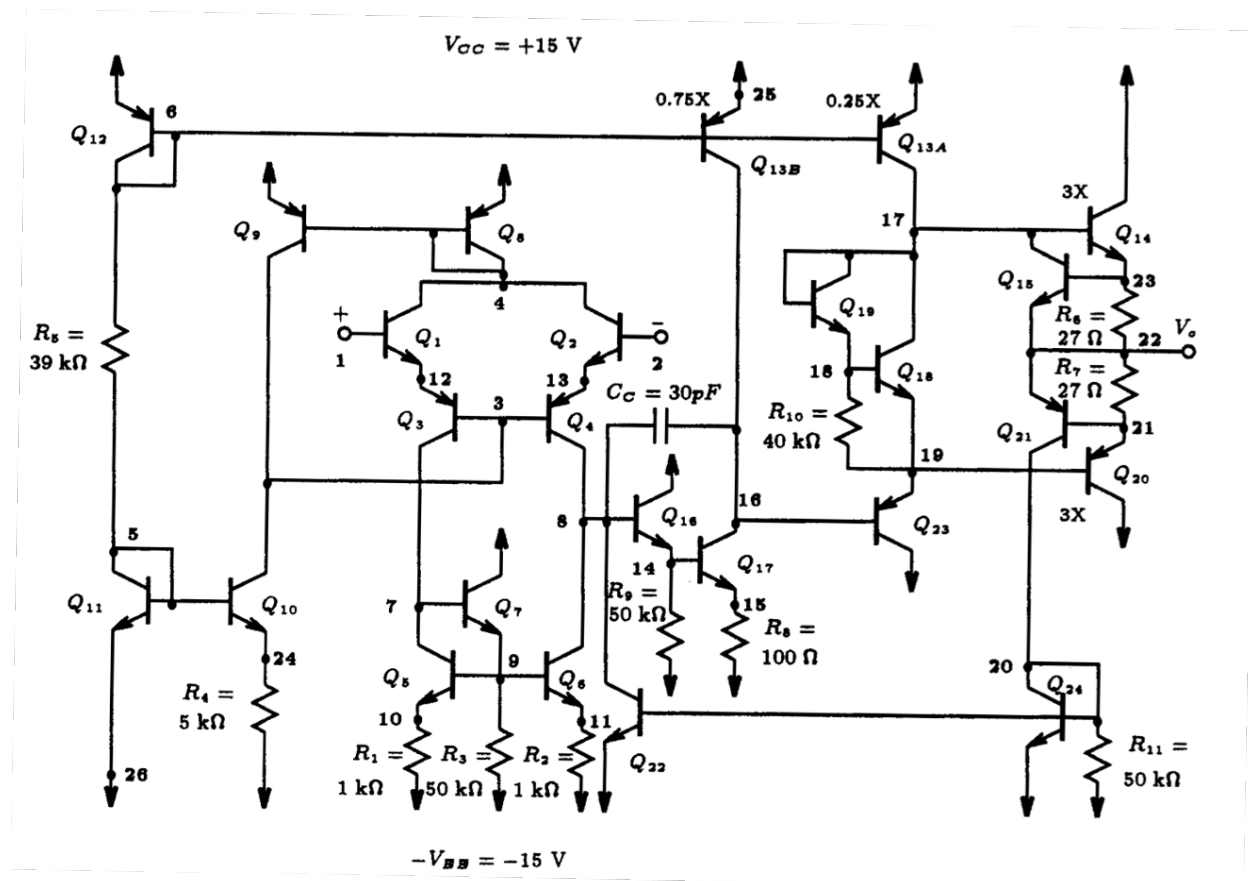 V_CC = +15 V
0.75X
25
0.25X
6
Q12
Q13B
Q13A
3X
17
Q9
Q8
Q14
Q15
23
Q19
4
+
Q1
Q2
−
1
2
R5 =
39 kΩ
R6 =
27 Ω
22
Vo
R7 =
27 Ω
12
13
18
Q18
C_C = 30pF
3
Q3
Q4
R10 =
40 kΩ
Q21
21
19
Q20
16
3X
5
8
Q16
Q23
14
Q17
Q11
Q10
7
Q7
R9 =
50 kΩ
15
R8 =
100 Ω
24
9
Q5
Q6
20
Q24
R4 =
5 kΩ
10
11
R1 =
1 kΩ
R3 =
50 kΩ
R2 =
1 kΩ
Q22
R11 =
50 kΩ
26
−V_EE = −15 V